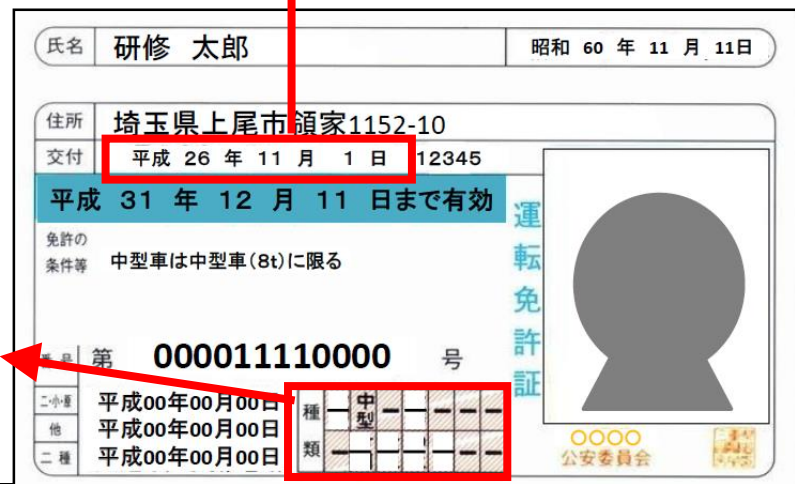 氏名 研修 太郎 昭和 60 年 11 月 11日
住所 埼玉県上尾市領家1152-10
交付 平成 26 年 11 月 1 日 12345
平成 31 年 12 月 11 日まで有効
免許の
条件等 中型車は中型車(8t)に限る
運転免許証
番号 第 000011110000 号
二・小・原 平成00年00月00日
他 平成00年00月00日
二種 平成00年00月00日
種類 中型
○○○○
公安委員会